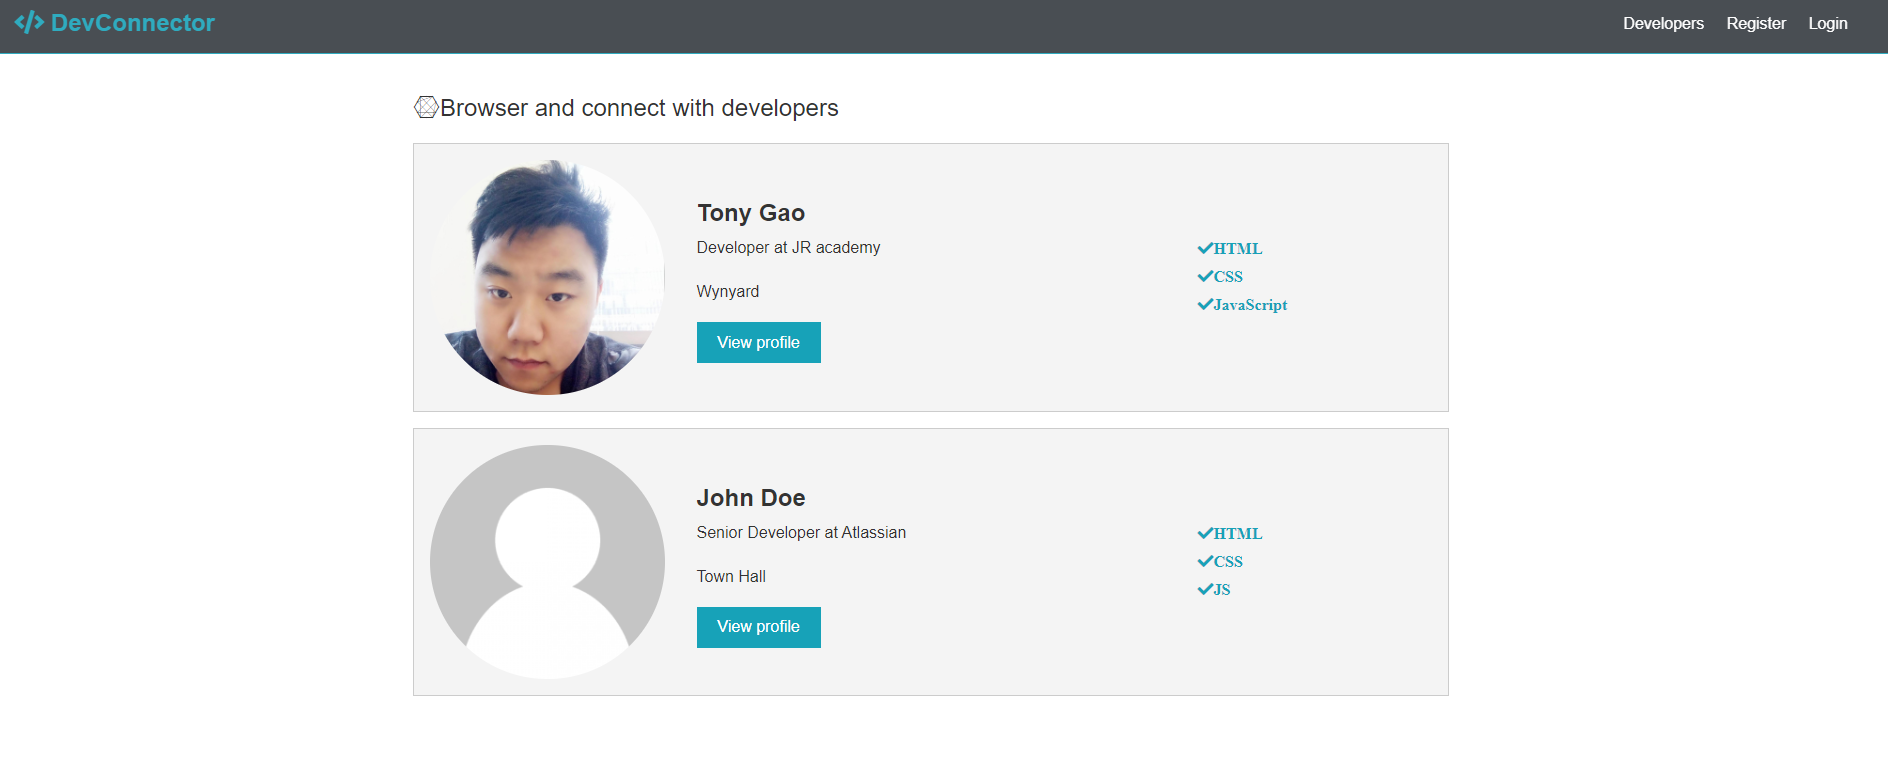 DevConnector
Developers Register Login
Browser and connect with developers
Tony Gao
Developer at JR academy
Wynyard
View profile
HTML
CSS
JavaScript
John Doe
Senior Developer at Atlassian
Town Hall
View profile
HTML
CSS
JS